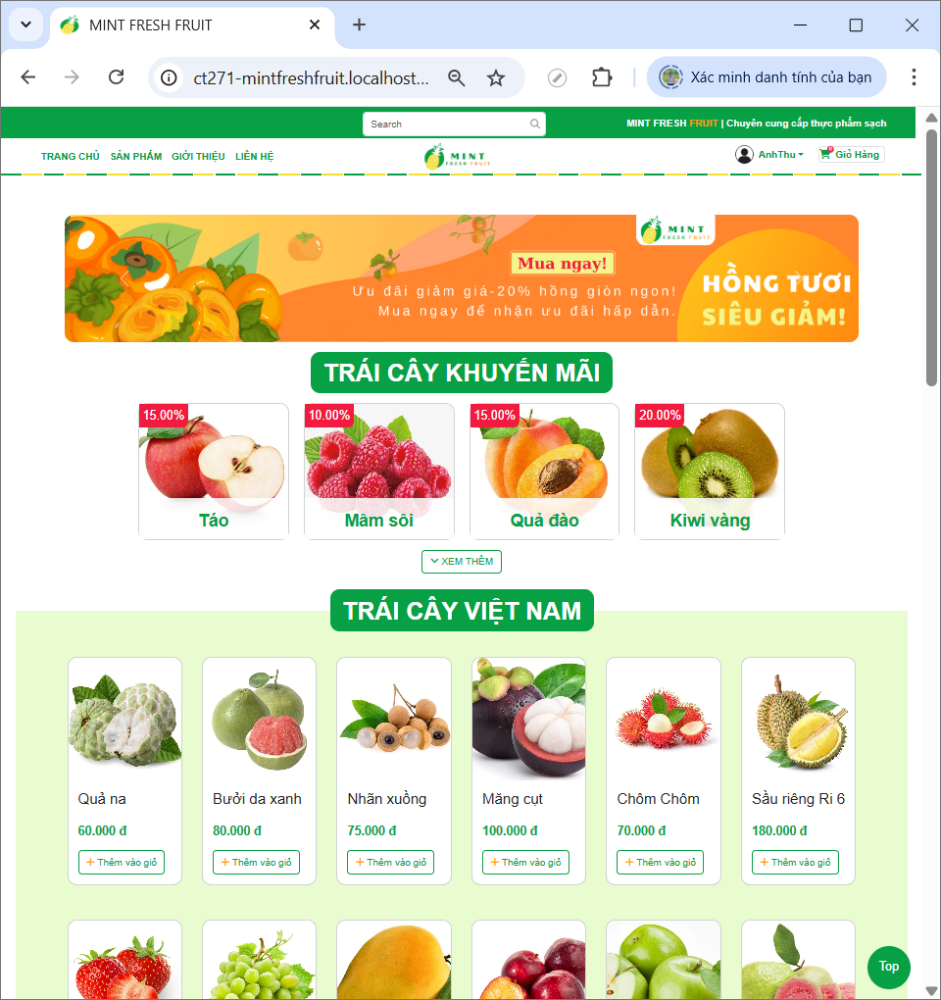 MINT FRESH FRUIT
ct271-mintfreshfruit.localhost...
Xác minh danh tính của bạn
Search
MINT FRESH FRUIT | Chuyên cung cấp thực phẩm sạch
TRANG CHỦ SẢN PHẨM GIỚI THIỆU LIÊN HỆ
MINT
FRESH FRUIT
AnhThu
0
Giỏ Hàng
MINT
FRESH FRUIT
Mua ngay!
Ưu đãi giảm giá-20% hồng giòn ngon!
Mua ngay để nhận ưu đãi hấp dẫn.
HỒNG TƯƠI
SIÊU GIẢM!
TRÁI CÂY KHUYẾN MÃI
15.00% 10.00% 15.00% 20.00%
Táo Mâm sôi Quả đào Kiwi vàng
XEM THÊM
TRÁI CÂY VIỆT NAM
Quả na Bưởi da xanh Nhãn xuồng Măng cụt Chôm Chôm Sầu riêng Ri 6
60.000 đ 80.000 đ 75.000 đ 100.000 đ 70.000 đ 180.000 đ
+ Thêm vào giỏ + Thêm vào giỏ + Thêm vào giỏ + Thêm vào giỏ + Thêm vào giỏ + Thêm vào giỏ
Top